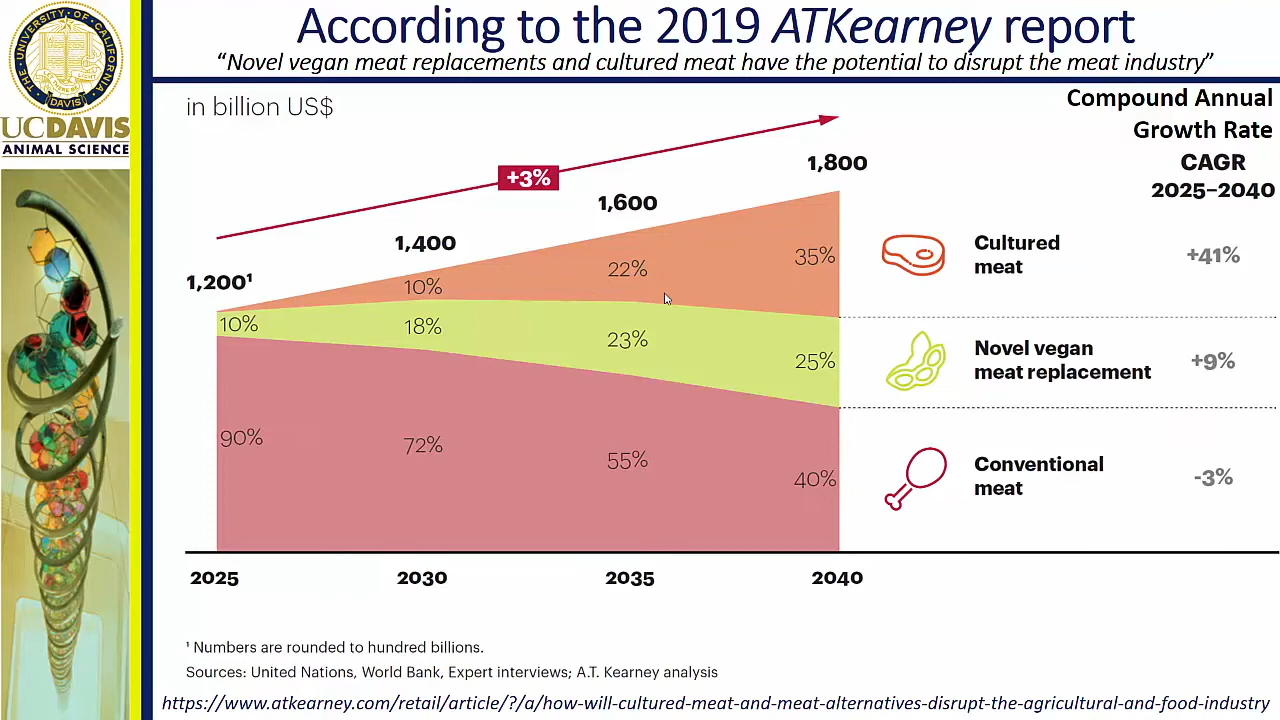 According to the 2019 ATKearney report
“Novel vegan meat replacements and cultured meat have the potential to disrupt the meat industry”
THE UNIVERSITY OF CALIFORNIA
DAVIS
UCDAVIS
ANIMAL SCIENCE
in billion US$
Compound Annual
Growth Rate
CAGR
2025–2040
+3%
1,200¹
1,400
1,600
1,800
10%
22%
35%
Cultured
meat
+41%
10%
18%
23%
25%
Novel vegan
meat replacement
+9%
90%
72%
55%
40%
Conventional
meat
-3%
2025
2030
2035
2040
¹ Numbers are rounded to hundred billions.
Sources: United Nations, World Bank, Expert interviews; A.T. Kearney analysis
https://www.atkearney.com/retail/article/?/a/how-will-cultured-meat-and-meat-alternatives-disrupt-the-agricultural-and-food-industry